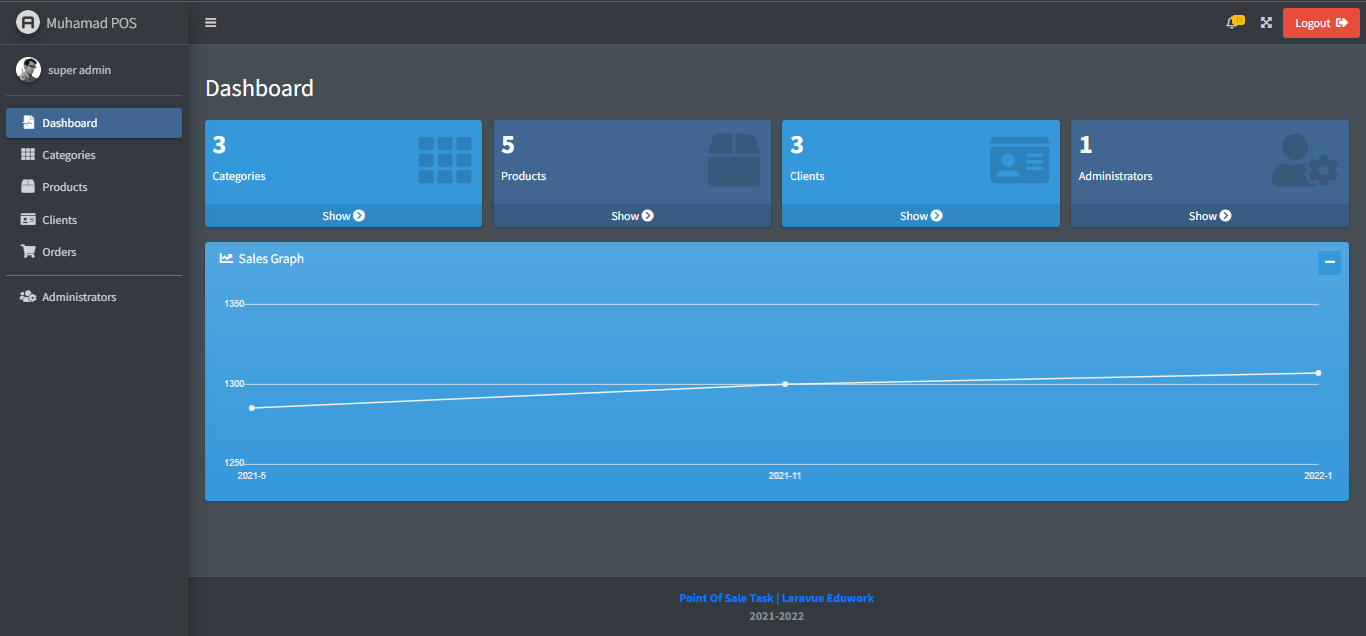 Muhamad POS
Logout
super admin
Dashboard
Categories
Products
Clients
Orders
Administrators
Dashboard
3
Categories
Show
5
Products
Show
3
Clients
Show
1
Administrators
Show
Sales Graph
1350
1300
1250
2021-5 2021-11 2022-1
Point Of Sale Task | Laravue Eduwork
2021-2022